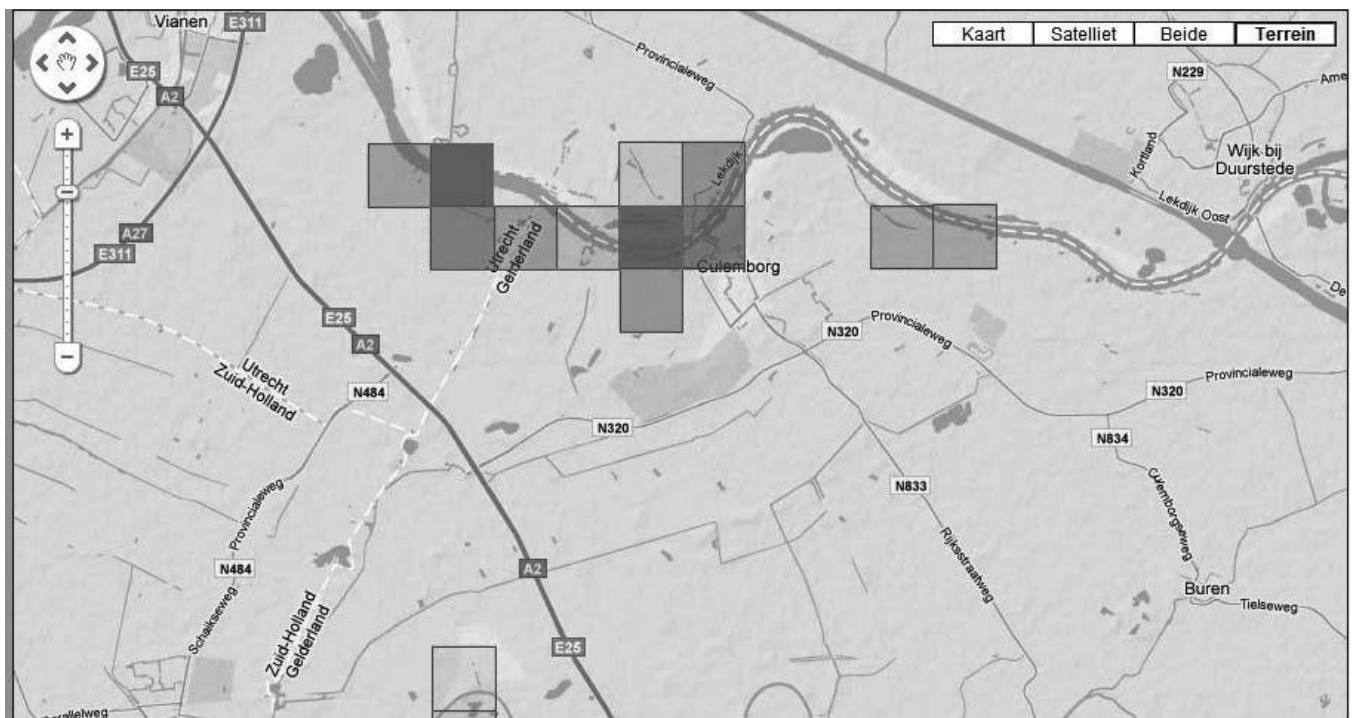 Vianen
E311
Kaart
Satelliet
Beide
Terrein
Provincialeweg
N229
Ame
E25
A2
Kortland
Wijk bij
Duurstede
Lekdijk
Lekdijk Oost
A27
E311
Utrecht
Gelderland
Culemborg
De
E25
A2
N320
Provincialeweg
Utrecht
Zuid-Holland
N484
N320
Provincialeweg
N320
N834
N833
Provincialeweg
Culemborgseweg
Rijksstraatweg
N484
A2
Schaikseweg
Buren
Tielseweg
Zuid-Holland
Gelderland
E25